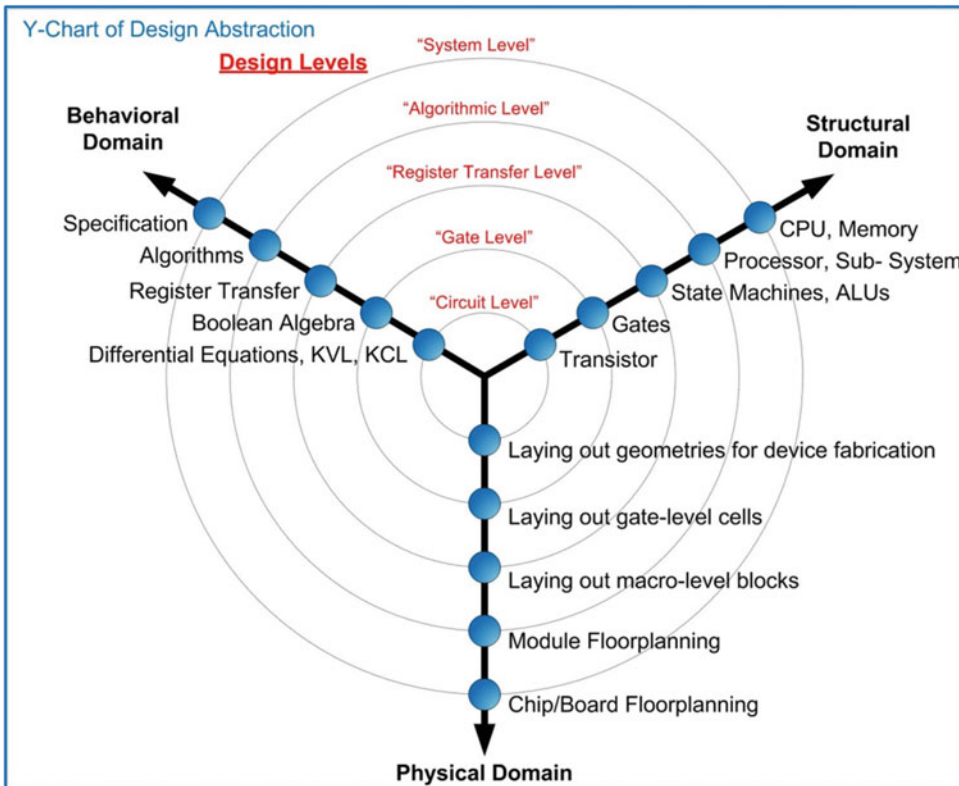 Y-Chart of Design Abstraction
Design Levels
“System Level”
“Algorithmic Level”
“Register Transfer Level”
“Gate Level”
“Circuit Level”
Behavioral
Domain
Specification
Algorithms
Register Transfer
Boolean Algebra
Differential Equations, KVL, KCL
Structural
Domain
CPU, Memory
Processor, Sub- System
State Machines, ALUs
Gates
Transistor
Laying out geometries for device fabrication
Laying out gate-level cells
Laying out macro-level blocks
Module Floorplanning
Chip/Board Floorplanning
Physical Domain